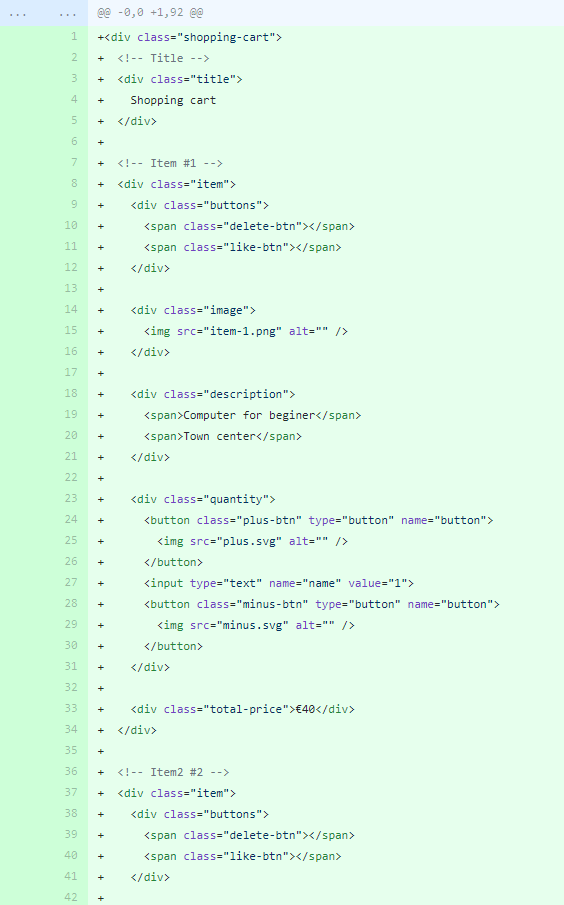 ... ... @@ -0,0 +1,92 @@
1 +<div class="shopping-cart">
2 +  <!-- Title -->
3 +  <div class="title">
4 +    Shopping cart
5 +  </div>
6 +
7 +  <!-- Item #1 -->
8 +  <div class="item">
9 +    <div class="buttons">
10 +      <span class="delete-btn"></span>
11 +      <span class="like-btn"></span>
12 +    </div>
13 +
14 +    <div class="image">
15 +      <img src="item-1.png" alt="" />
16 +    </div>
17 +
18 +    <div class="description">
19 +      <span>Computer for beginer</span>
20 +      <span>Town center</span>
21 +    </div>
22 +
23 +    <div class="quantity">
24 +      <button class="plus-btn" type="button" name="button">
25 +        <img src="plus.svg" alt="" />
26 +      </button>
27 +      <input type="text" name="name" value="1">
28 +      <button class="minus-btn" type="button" name="button">
29 +        <img src="minus.svg" alt="" />
30 +      </button>
31 +    </div>
32 +
33 +    <div class="total-price">€40</div>
34 +  </div>
35 +
36 +  <!-- Item2 #2 -->
37 +  <div class="item">
38 +    <div class="buttons">
39 +      <span class="delete-btn"></span>
40 +      <span class="like-btn"></span>
41 +    </div>
42 +